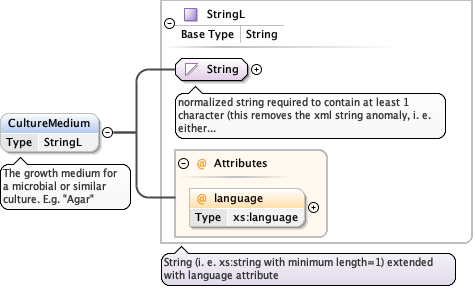 StringL
Base Type String
String
normalized string required to contain at least 1
character (this removes the xml string anomaly, i. e.
either...
CultureMedium
Type StringL
The growth medium for
a microbial or similar
culture. E.g. "Agar"
@ Attributes
@ language
Type xs:language
String (i. e. xs:string with minimum length=1) extended
with language attribute